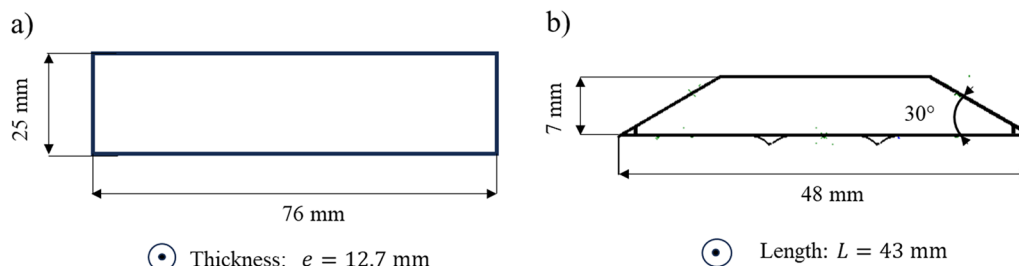 a)
25 mm
76 mm
Thickness: e = 12.7 mm
b)
7 mm
30°
48 mm
Length: L = 43 mm